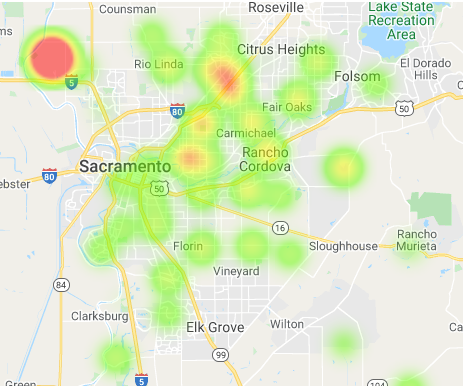 Counsman
Roseville
Lake State
Recreation
Area
ms
Citrus Heights
Rio Linda
El Dorado
Hills
Folsom
5
Fair Oaks
50
80
Carmichael
Rancho
Cordova
Sacramento
80
ebster
50
16
Rancho
Murieta
Florin
Sloughhouse
Vineyard
84
Clarksburg
Elk Grove
Wilton
Ca
99
5
Green
104